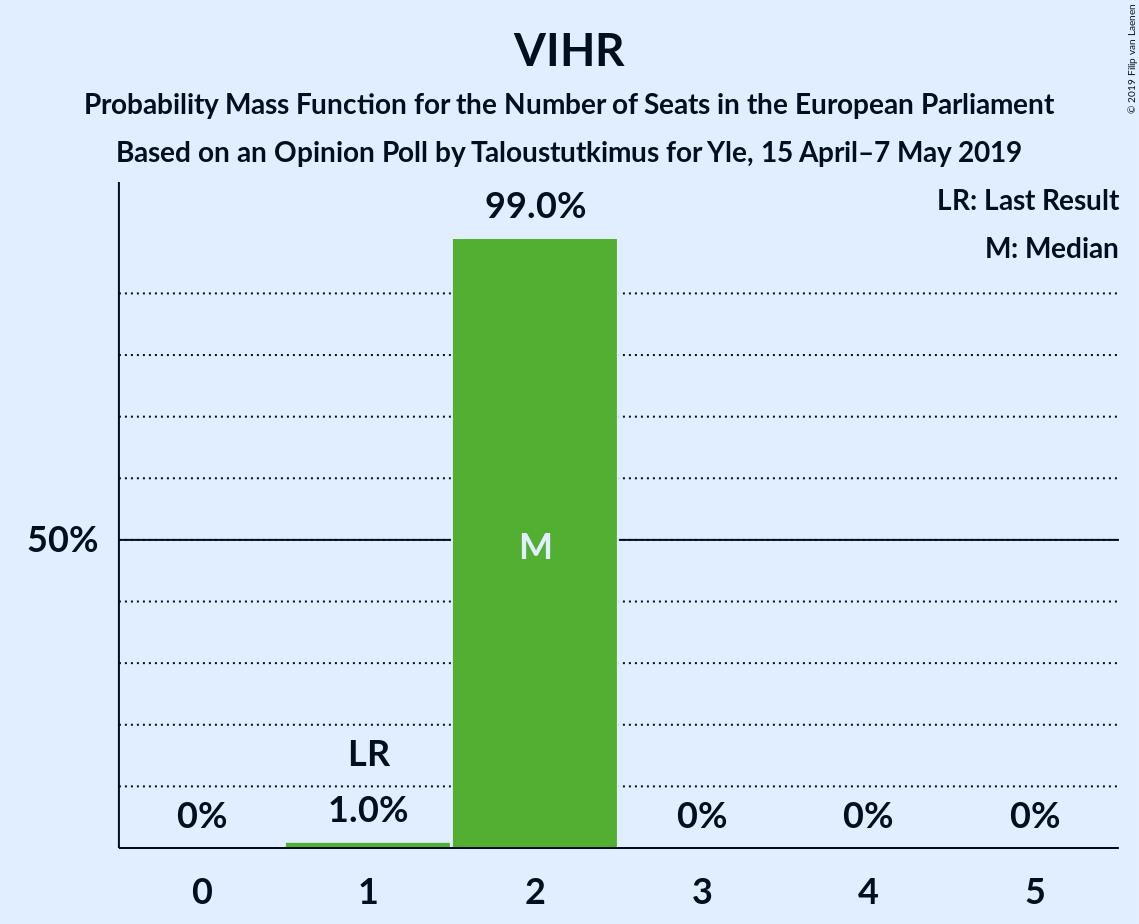 VIHR
Probability Mass Function for the Number of Seats in the European Parliament
Based on an Opinion Poll by Taloustutkimus for Yle, 15 April–7 May 2019
© 2019 Filip van Laenen
LR: Last Result
M: Median
99.0%
50%
M
LR
0%
1.0%
0%
0%
0%
0
1
2
3
4
5